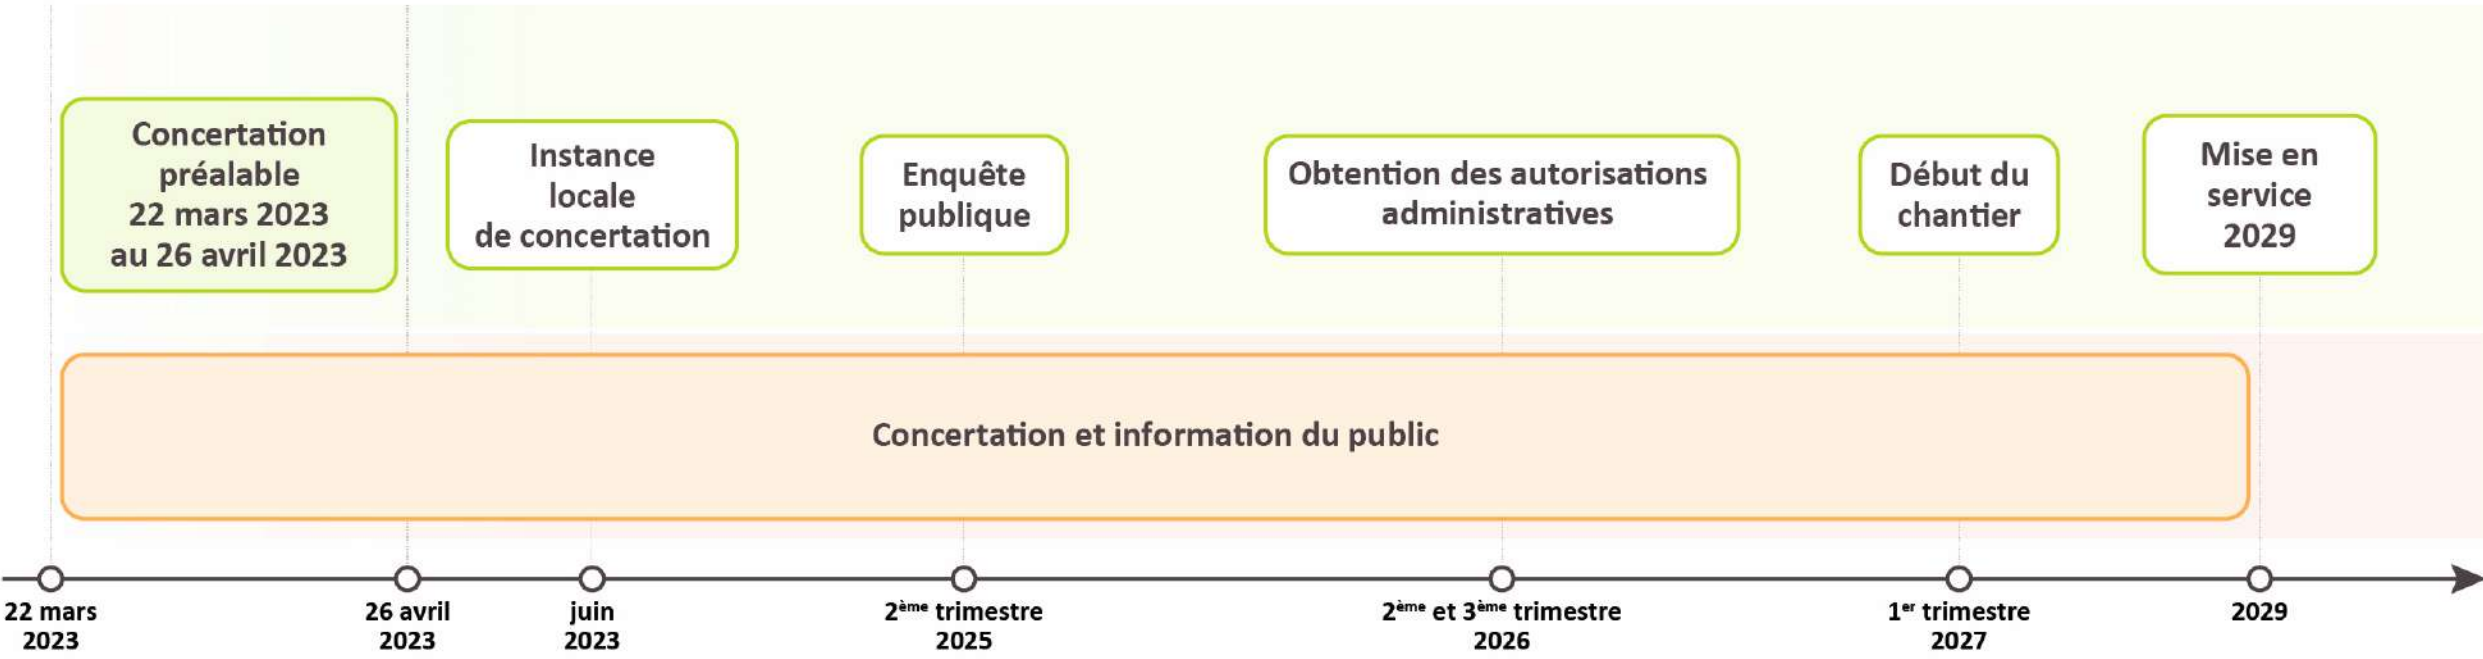 Concertation
préalable
22 mars 2023
au 26 avril 2023
Instance
locale
de concertation
Enquête
publique
Obtention des autorisations
administratives
Début du
chantier
Mise en
service
2029
Concertation et information du public
22 mars
2023
26 avril
2023
juin
2023
2ème trimestre
2025
2ème et 3ème trimestre
2026
1er trimestre
2027
2029